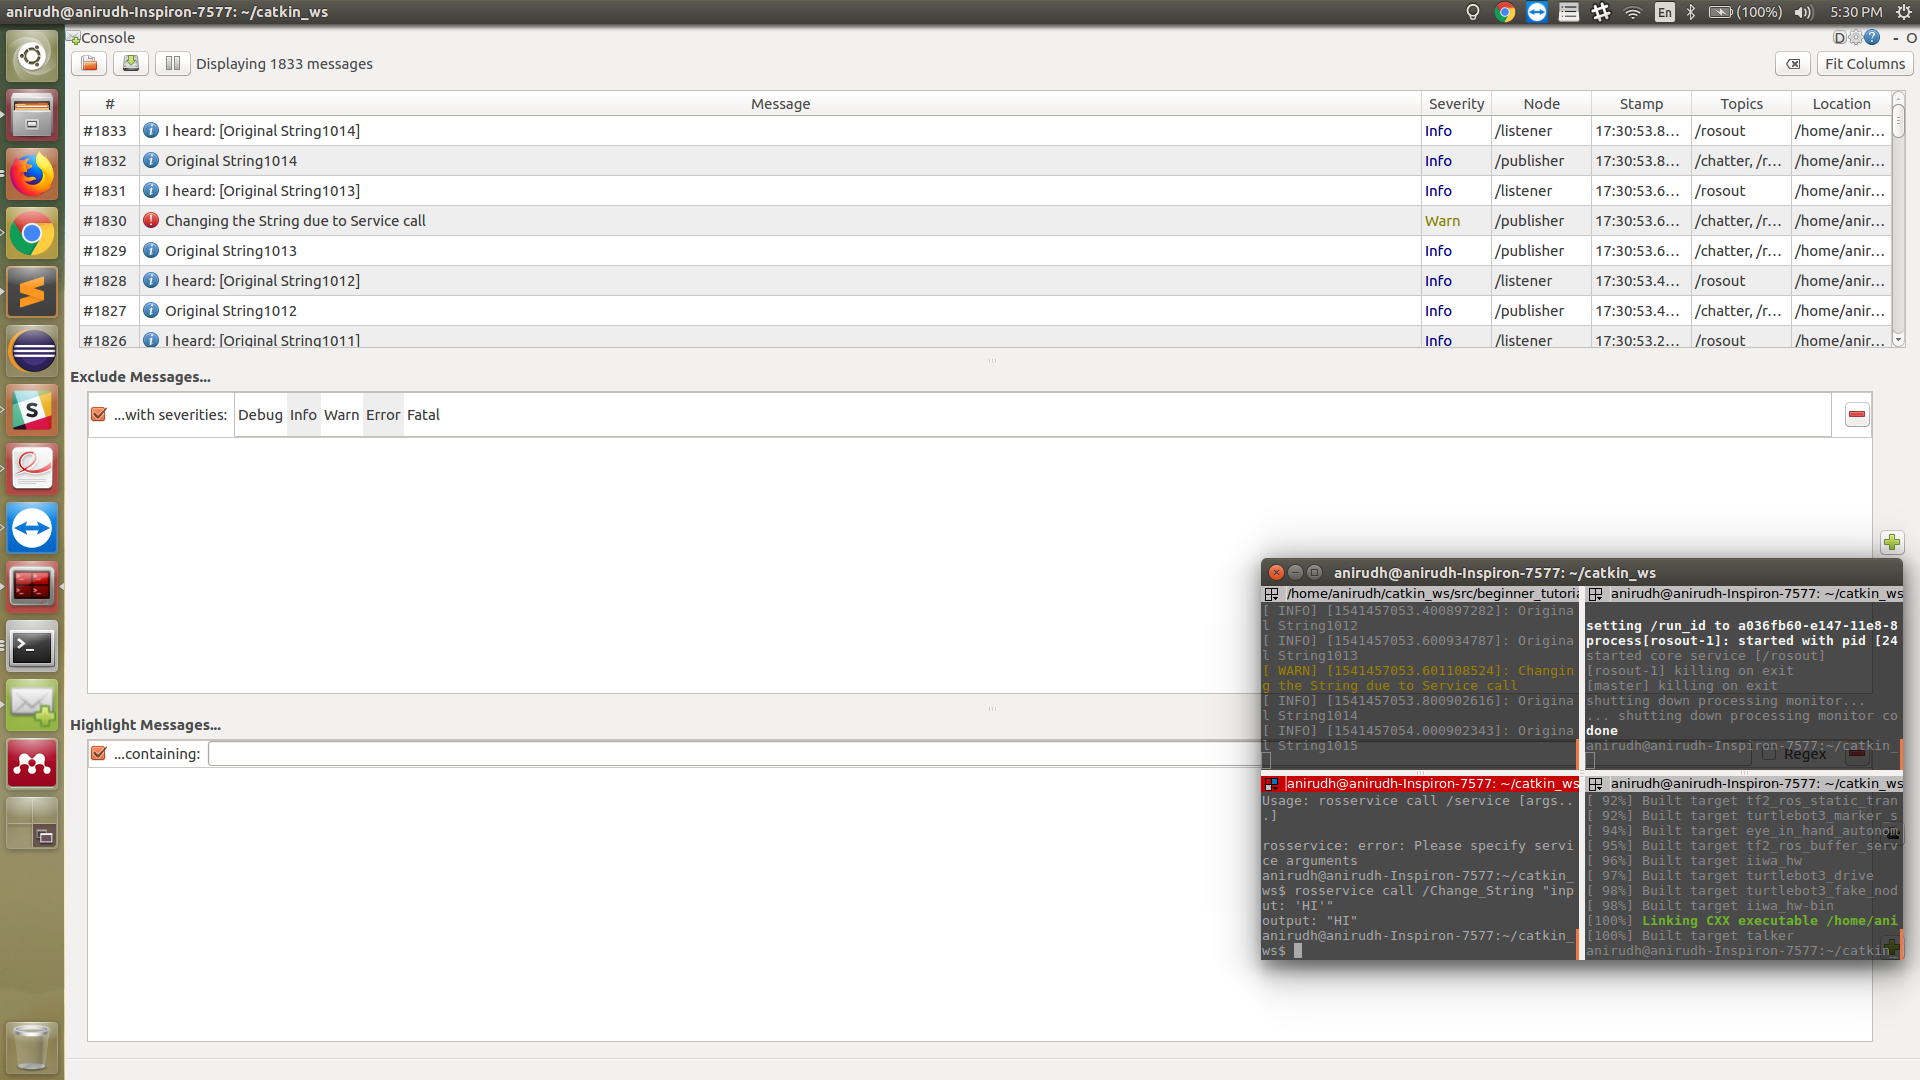 anirudh@anirudh-Inspiron-7577: ~/catkin_ws
En
(100%)
5:30 PM
Console
D
?
- O
Displaying 1833 messages
Fit Columns
# Message Severity Node Stamp Topics Location
#1833 I heard: [Original String1014] Info /listener 17:30:53.8... /rosout /home/anir...
#1832 Original String1014 Info /publisher 17:30:53.8... /chatter, /r... /home/anir...
#1831 I heard: [Original String1013] Info /listener 17:30:53.6... /rosout /home/anir...
#1830 Changing the String due to Service call Warn /publisher 17:30:53.6... /chatter, /r... /home/anir...
#1829 Original String1013 Info /publisher 17:30:53.6... /chatter, /r... /home/anir...
#1828 I heard: [Original String1012] Info /listener 17:30:53.4... /rosout /home/anir...
#1827 Original String1012 Info /publisher 17:30:53.4... /chatter, /r... /home/anir...
#1826 I heard: [Original String1011] Info /listener 17:30:53.2... /rosout /home/anir...
Exclude Messages...
...with severities: Debug Info Warn Error Fatal
Highlight Messages...
...containing:
Regex
anirudh@anirudh-Inspiron-7577: ~/catkin_ws
/home/anirudh/catkin_ws/src/beginner_tutoria
[ INFO] [1541457053.400897282]: Origina
l String1012
[ INFO] [1541457053.600934787]: Origina
l String1013
[ WARN] [1541457053.601108524]: Changin
g the String due to Service call
[ INFO] [1541457053.800902616]: Origina
l String1014
[ INFO] [1541457054.000902343]: Origina
l String1015
anirudh@anirudh-Inspiron-7577: ~/catkin_ws
setting /run_id to a036fb60-e147-11e8-8
process[rosout-1]: started with pid [24
started core service [/rosout]
[rosout-1] killing on exit
[master] killing on exit
shutting down processing monitor...
... shutting down processing monitor co
done
anirudh@anirudh-Inspiron-7577:~/catkin_
anirudh@anirudh-Inspiron-7577: ~/catkin_ws
Usage: rosservice call /service [args..
.]
rosservice: error: Please specify servi
ce arguments
anirudh@anirudh-Inspiron-7577:~/catkin_
ws$ rosservice call /Change_String "inp
ut: 'HI'"
output: "HI"
anirudh@anirudh-Inspiron-7577:~/catkin_
ws$
anirudh@anirudh-Inspiron-7577: ~/catkin_ws
[ 92%] Built target tf2_ros_static_tran
[ 92%] Built target turtlebot3_marker_s
[ 94%] Built target eye_in_hand_autonom
[ 95%] Built target tf2_ros_buffer_serv
[ 96%] Built target iiwa_hw
[ 97%] Built target turtlebot3_drive
[ 98%] Built target turtlebot3_fake_nod
[ 98%] Built target iiwa_hw-bin
[100%] Linking CXX executable /home/ani
[100%] Built target talker
anirudh@anirudh-Inspiron-7577:~/catkin_